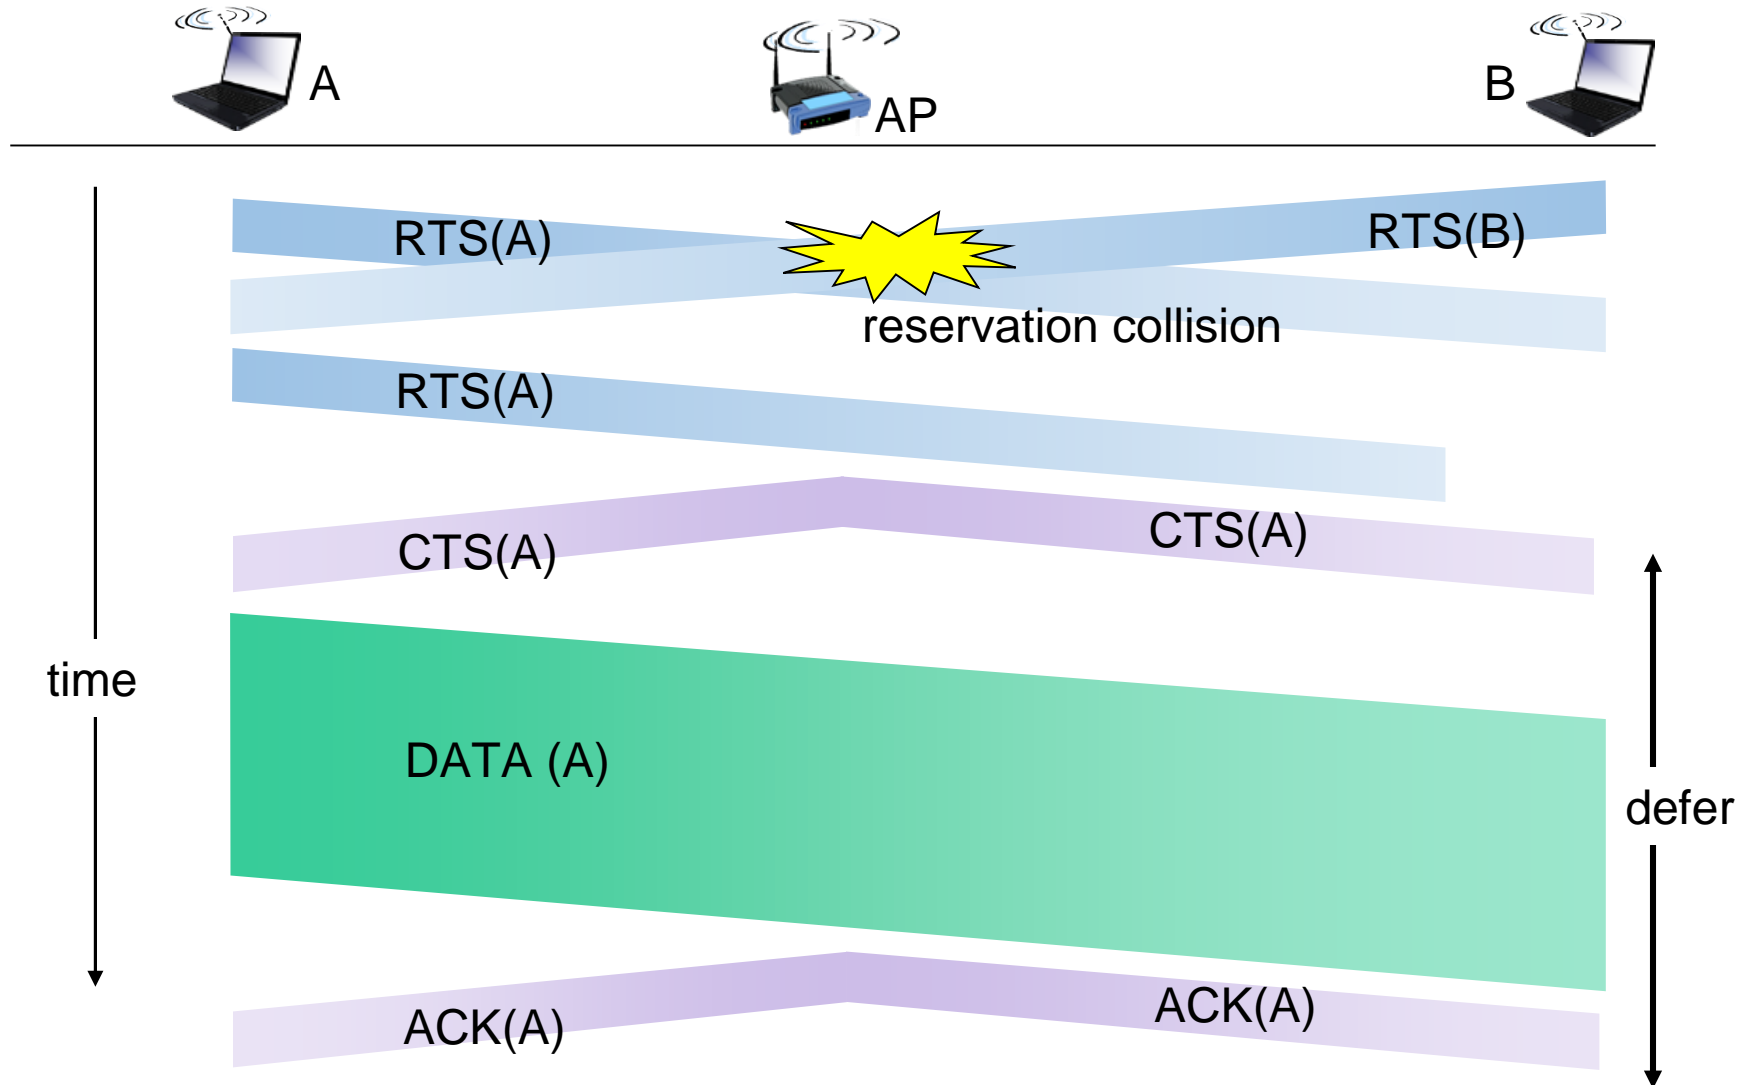 A
AP
B
RTS(A)
RTS(B)
reservation collision
RTS(A)
CTS(A)
CTS(A)
time
DATA (A)
defer
ACK(A)
ACK(A)